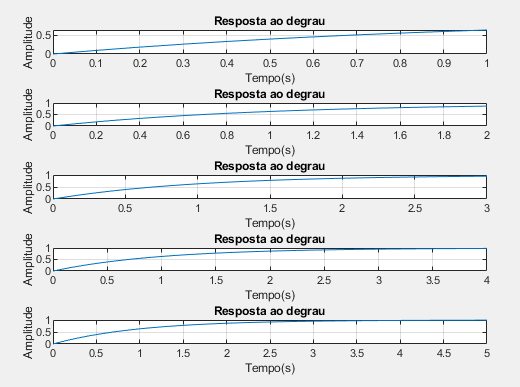 Resposta ao degrau
Amplitude
0.5
0
0 0.1 0.2 0.3 0.4 0.5 0.6 0.7 0.8 0.9 1
Tempo(s)
Resposta ao degrau
Amplitude
1
0.5
0
0 0.2 0.4 0.6 0.8 1 1.2 1.4 1.6 1.8 2
Tempo(s)
Resposta ao degrau
Amplitude
1
0.5
0
0 0.5 1 1.5 2 2.5 3
Tempo(s)
Resposta ao degrau
Amplitude
1
0.5
0
0 0.5 1 1.5 2 2.5 3 3.5 4
Tempo(s)
Resposta ao degrau
Amplitude
1
0.5
0
0 0.5 1 1.5 2 2.5 3 3.5 4 4.5 5
Tempo(s)